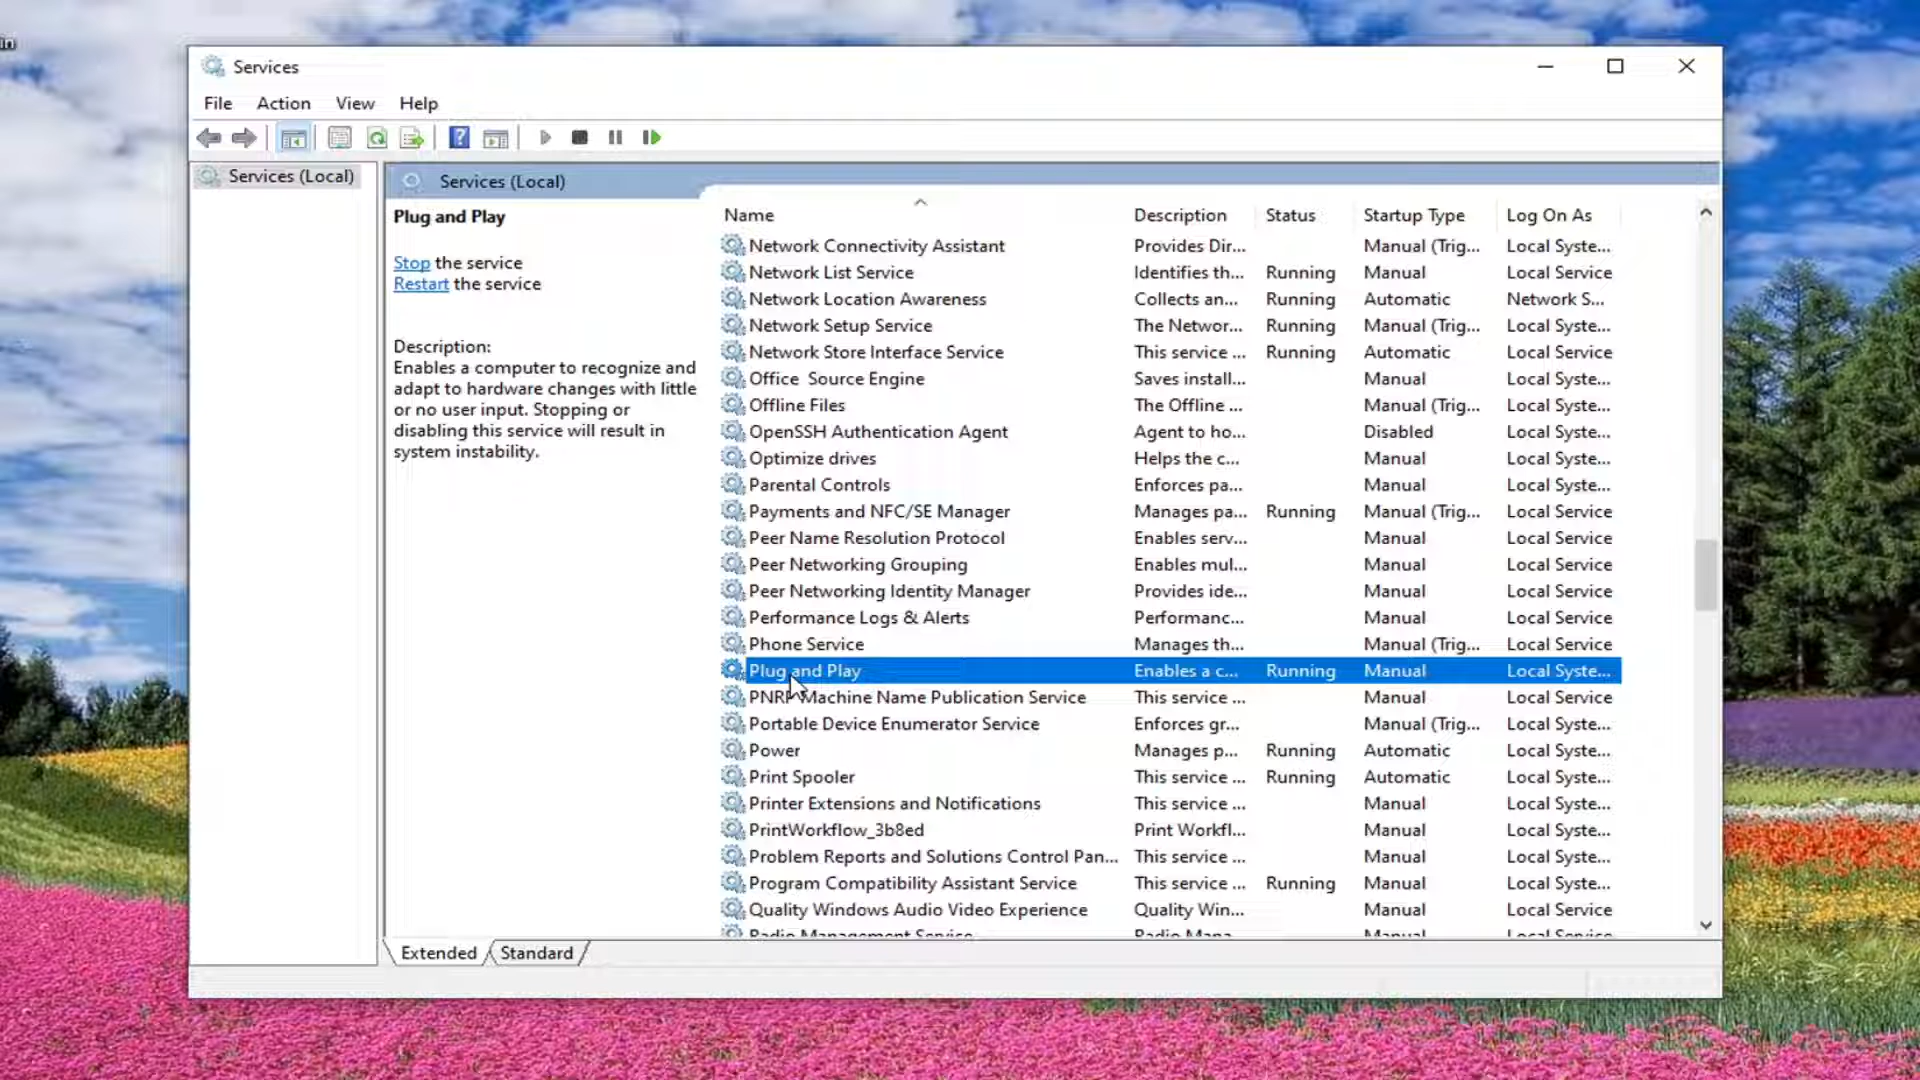 in
Services
File Action View Help
Services (Local)
Services (Local)
Plug and Play
Stop the service
Restart the service
Description:
Enables a computer to recognize and
adapt to hardware changes with little
or no user input. Stopping or
disabling this service will result in
system instability.
Name Description Status Startup Type Log On As
Network Connectivity Assistant Provides Dir... Manual (Trig... Local Syste...
Network List Service Identifies th... Running Manual Local Service
Network Location Awareness Collects an... Running Automatic Network S...
Network Setup Service The Networ... Running Manual (Trig... Local Syste...
Network Store Interface Service This service ... Running Automatic Local Service
Office  Source Engine Saves install... Manual Local Syste...
Offline Files The Offline ... Manual (Trig... Local Syste...
OpenSSH Authentication Agent Agent to ho... Disabled Local Syste...
Optimize drives Helps the c... Manual Local Syste...
Parental Controls Enforces pa... Manual Local Syste...
Payments and NFC/SE Manager Manages pa... Running Manual (Trig... Local Service
Peer Name Resolution Protocol Enables serv... Manual Local Service
Peer Networking Grouping Enables mul... Manual Local Service
Peer Networking Identity Manager Provides ide... Manual Local Service
Performance Logs & Alerts Performanc... Manual Local Service
Phone Service Manages th... Manual (Trig... Local Service
Plug and Play Enables a c... Running Manual Local Syste...
PNRP Machine Name Publication Service This service ... Manual Local Service
Portable Device Enumerator Service Enforces gr... Manual (Trig... Local Syste...
Power Manages p... Running Automatic Local Syste...
Print Spooler This service ... Running Automatic Local Syste...
Printer Extensions and Notifications This service ... Manual Local Syste...
PrintWorkflow_3b8ed Print Workfl... Manual Local Syste...
Problem Reports and Solutions Control Pan... This service ... Manual Local Syste...
Program Compatibility Assistant Service This service ... Running Manual Local Syste...
Quality Windows Audio Video Experience Quality Win... Manual Local Service
Radio Management Service Radio Mana... Manual Local Service
Extended Standard